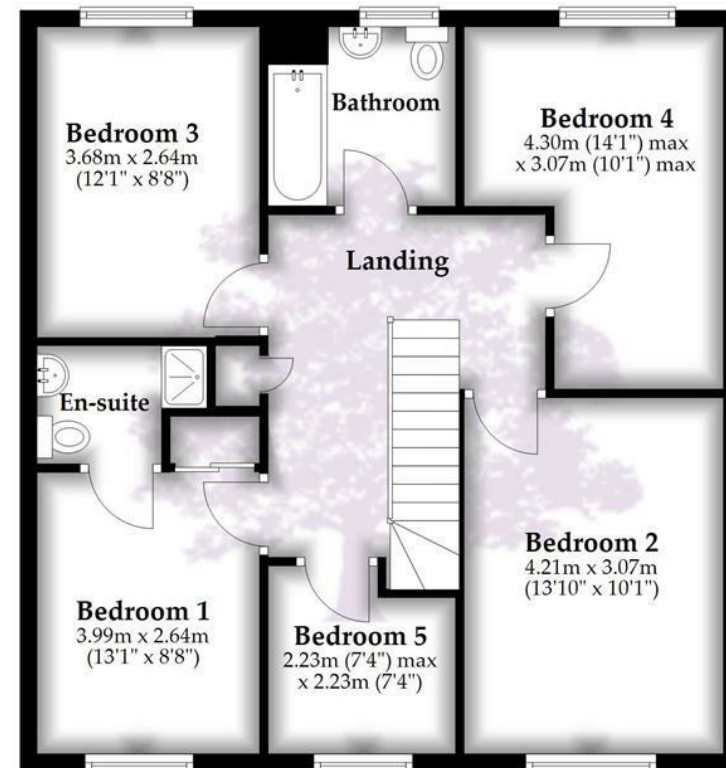 Bathroom
Bedroom 3
3.68m x 2.64m
(12'1" x 8'8")
Bedroom 4
4.30m (14'1") max
x 3.07m (10'1") max
Landing
En-suite
Bedroom 2
4.21m x 3.07m
(13'10" x 10'1")
Bedroom 1
3.99m x 2.64m
(13'1" x 8'8")
Bedroom 5
2.23m (7'4") max
x 2.23m (7'4")